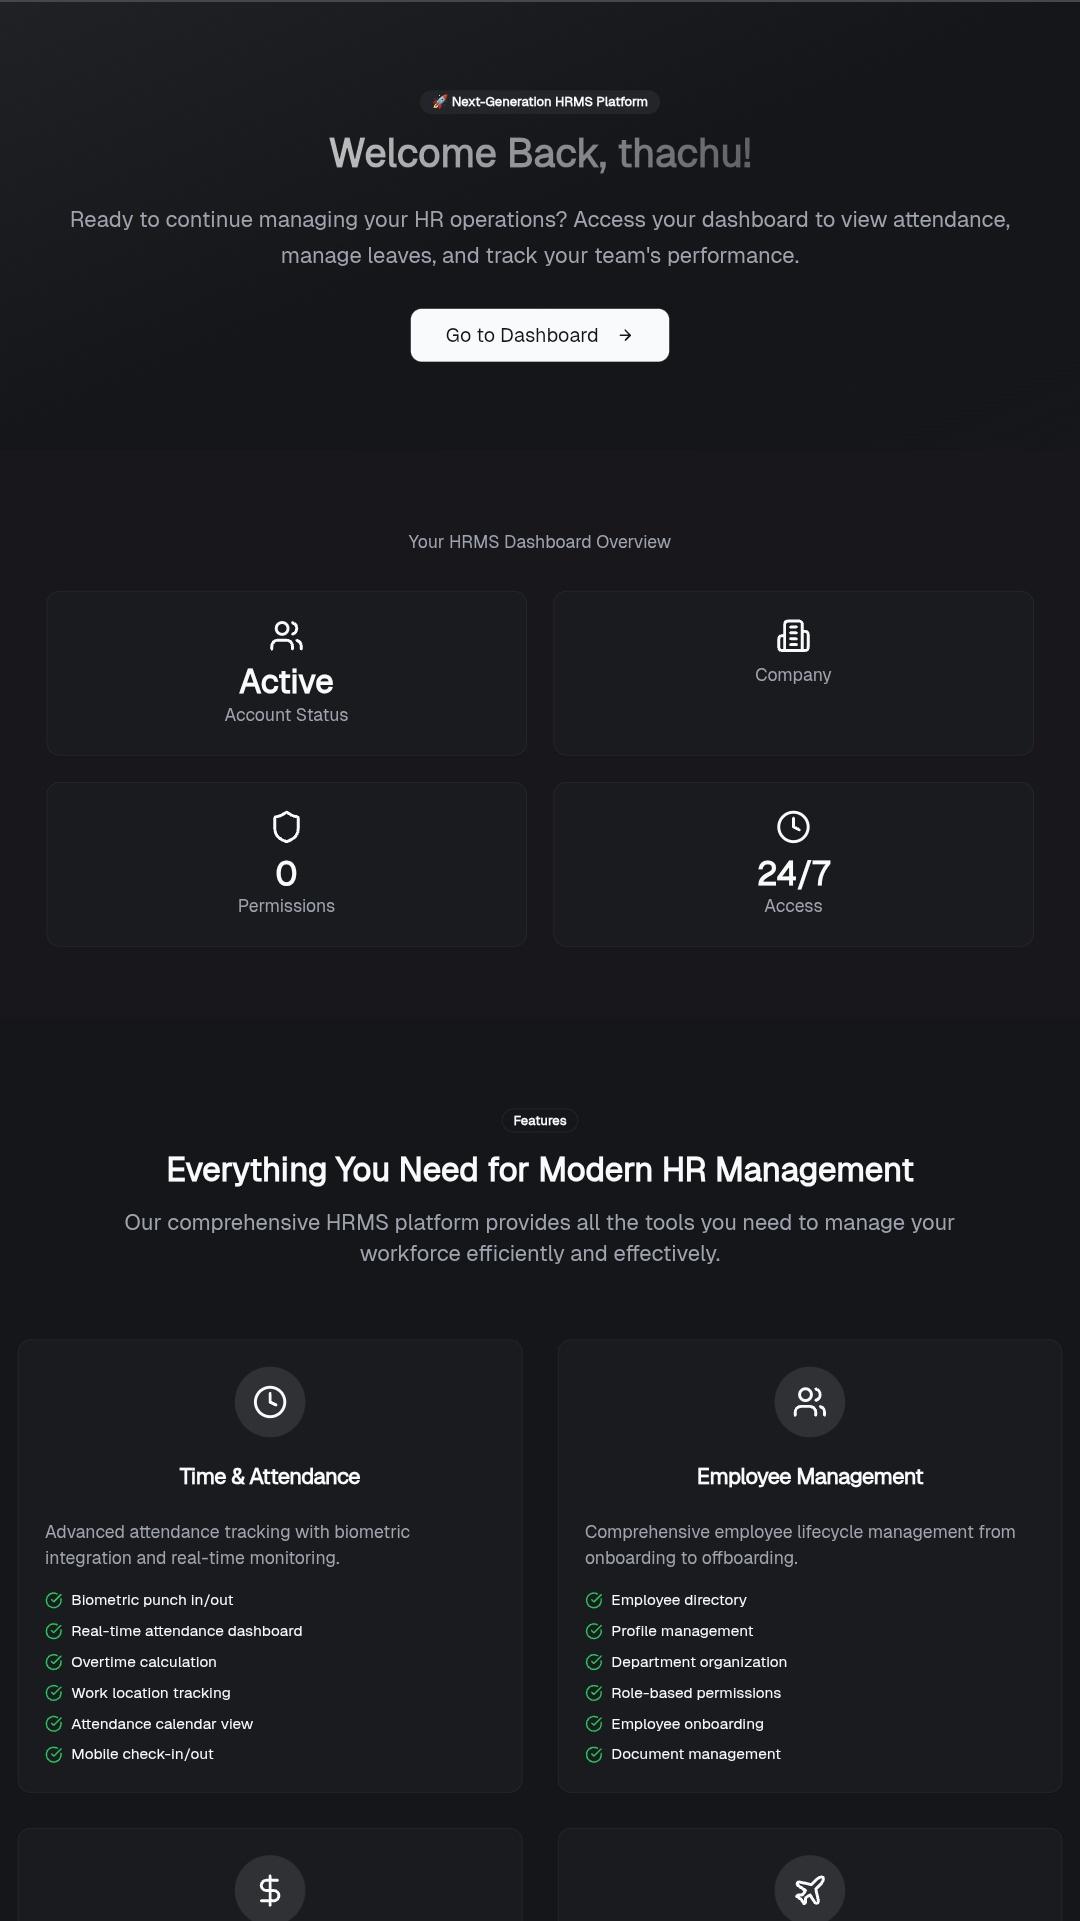 🚀 Next-Generation HRMS Platform
Welcome Back, thachu!
Ready to continue managing your HR operations? Access your dashboard to view attendance,
manage leaves, and track your team's performance.
Go to Dashboard →
Your HRMS Dashboard Overview
Active
Account Status
Company
0
Permissions
24/7
Access
Features
Everything You Need for Modern HR Management
Our comprehensive HRMS platform provides all the tools you need to manage your
workforce efficiently and effectively.
Time & Attendance
Advanced attendance tracking with biometric
integration and real-time monitoring.
Biometric punch in/out
Real-time attendance dashboard
Overtime calculation
Work location tracking
Attendance calendar view
Mobile check-in/out
Employee Management
Comprehensive employee lifecycle management from
onboarding to offboarding.
Employee directory
Profile management
Department organization
Role-based permissions
Employee onboarding
Document management